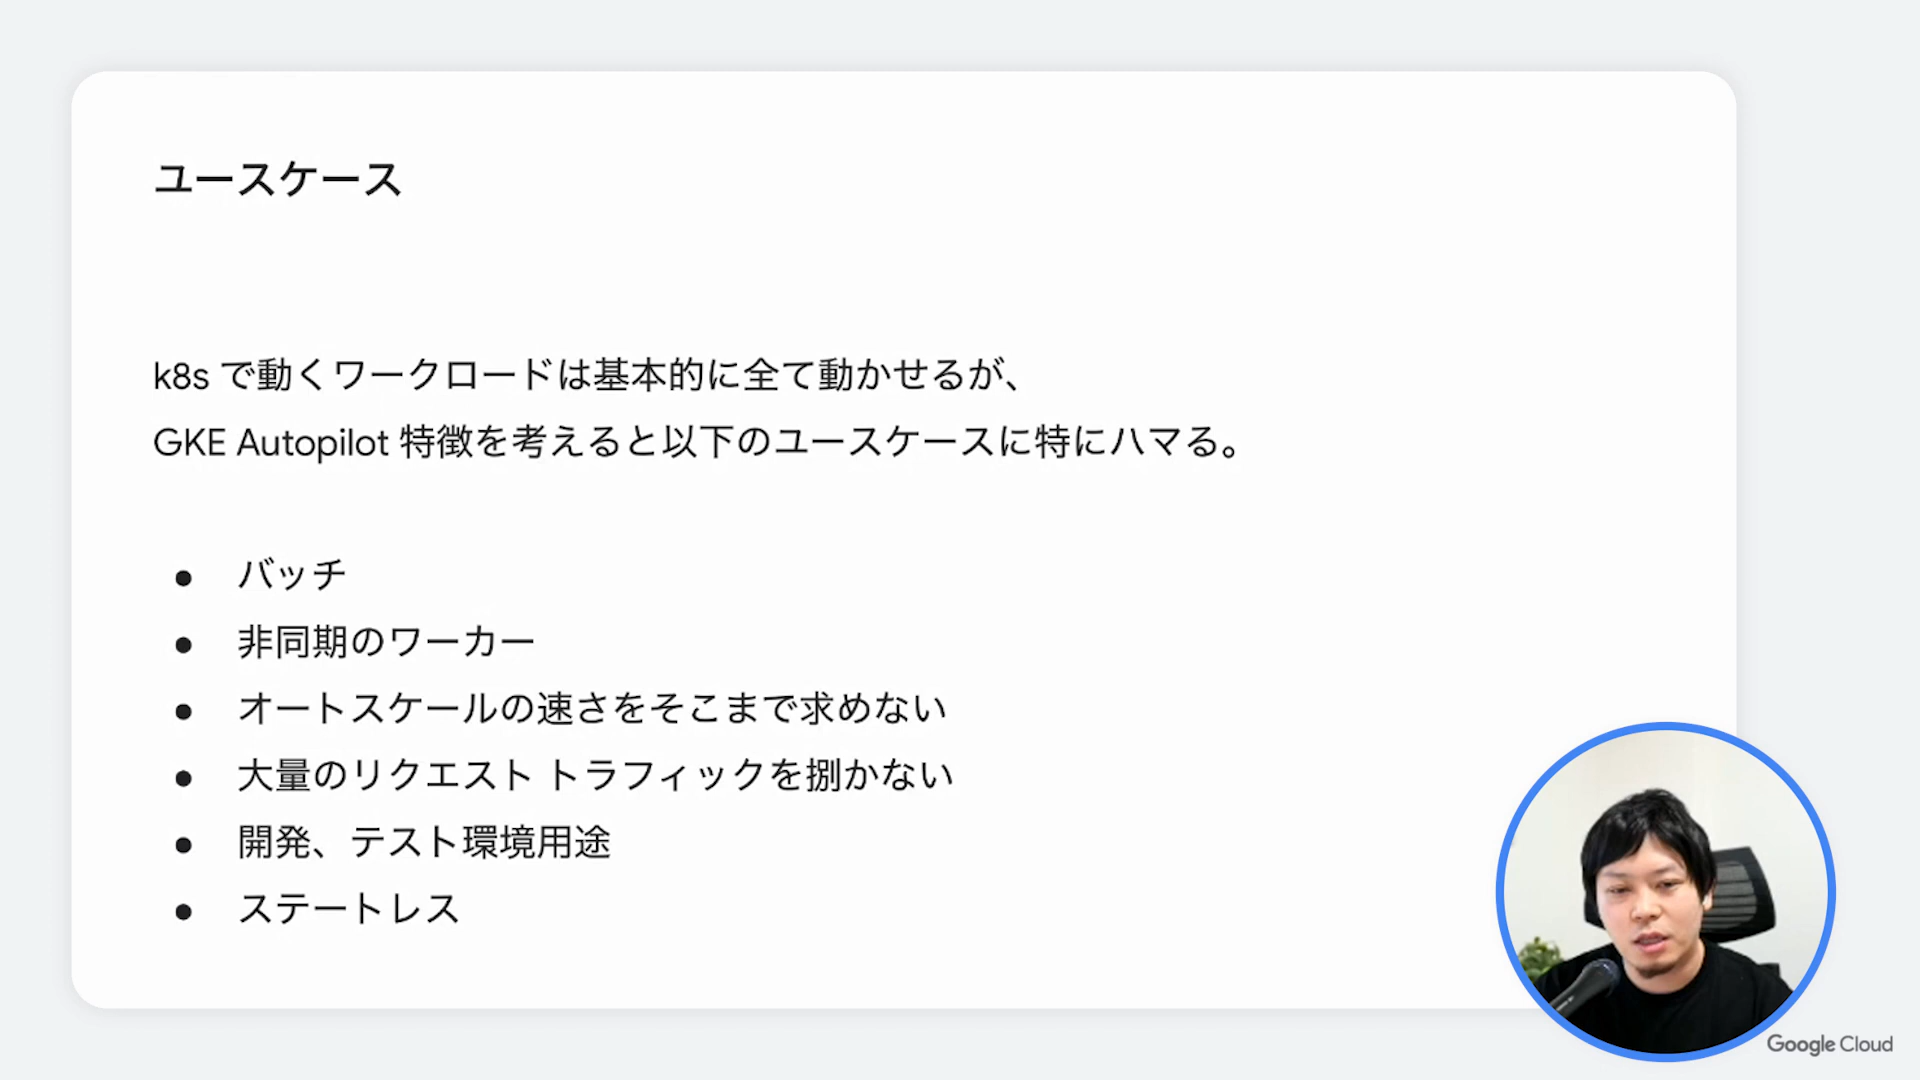 ユースケース
k8s で動くワークロードは基本的に全て動かせるが、
GKE Autopilot 特徴を考えると以下のユースケースに特にハマる。
● バッチ
● 非同期のワーカー
● オートスケールの速さをそこまで求めない
● 大量のリクエスト トラフィックを捌かない
● 開発、テスト環境用途
● ステートレス
Google Cloud